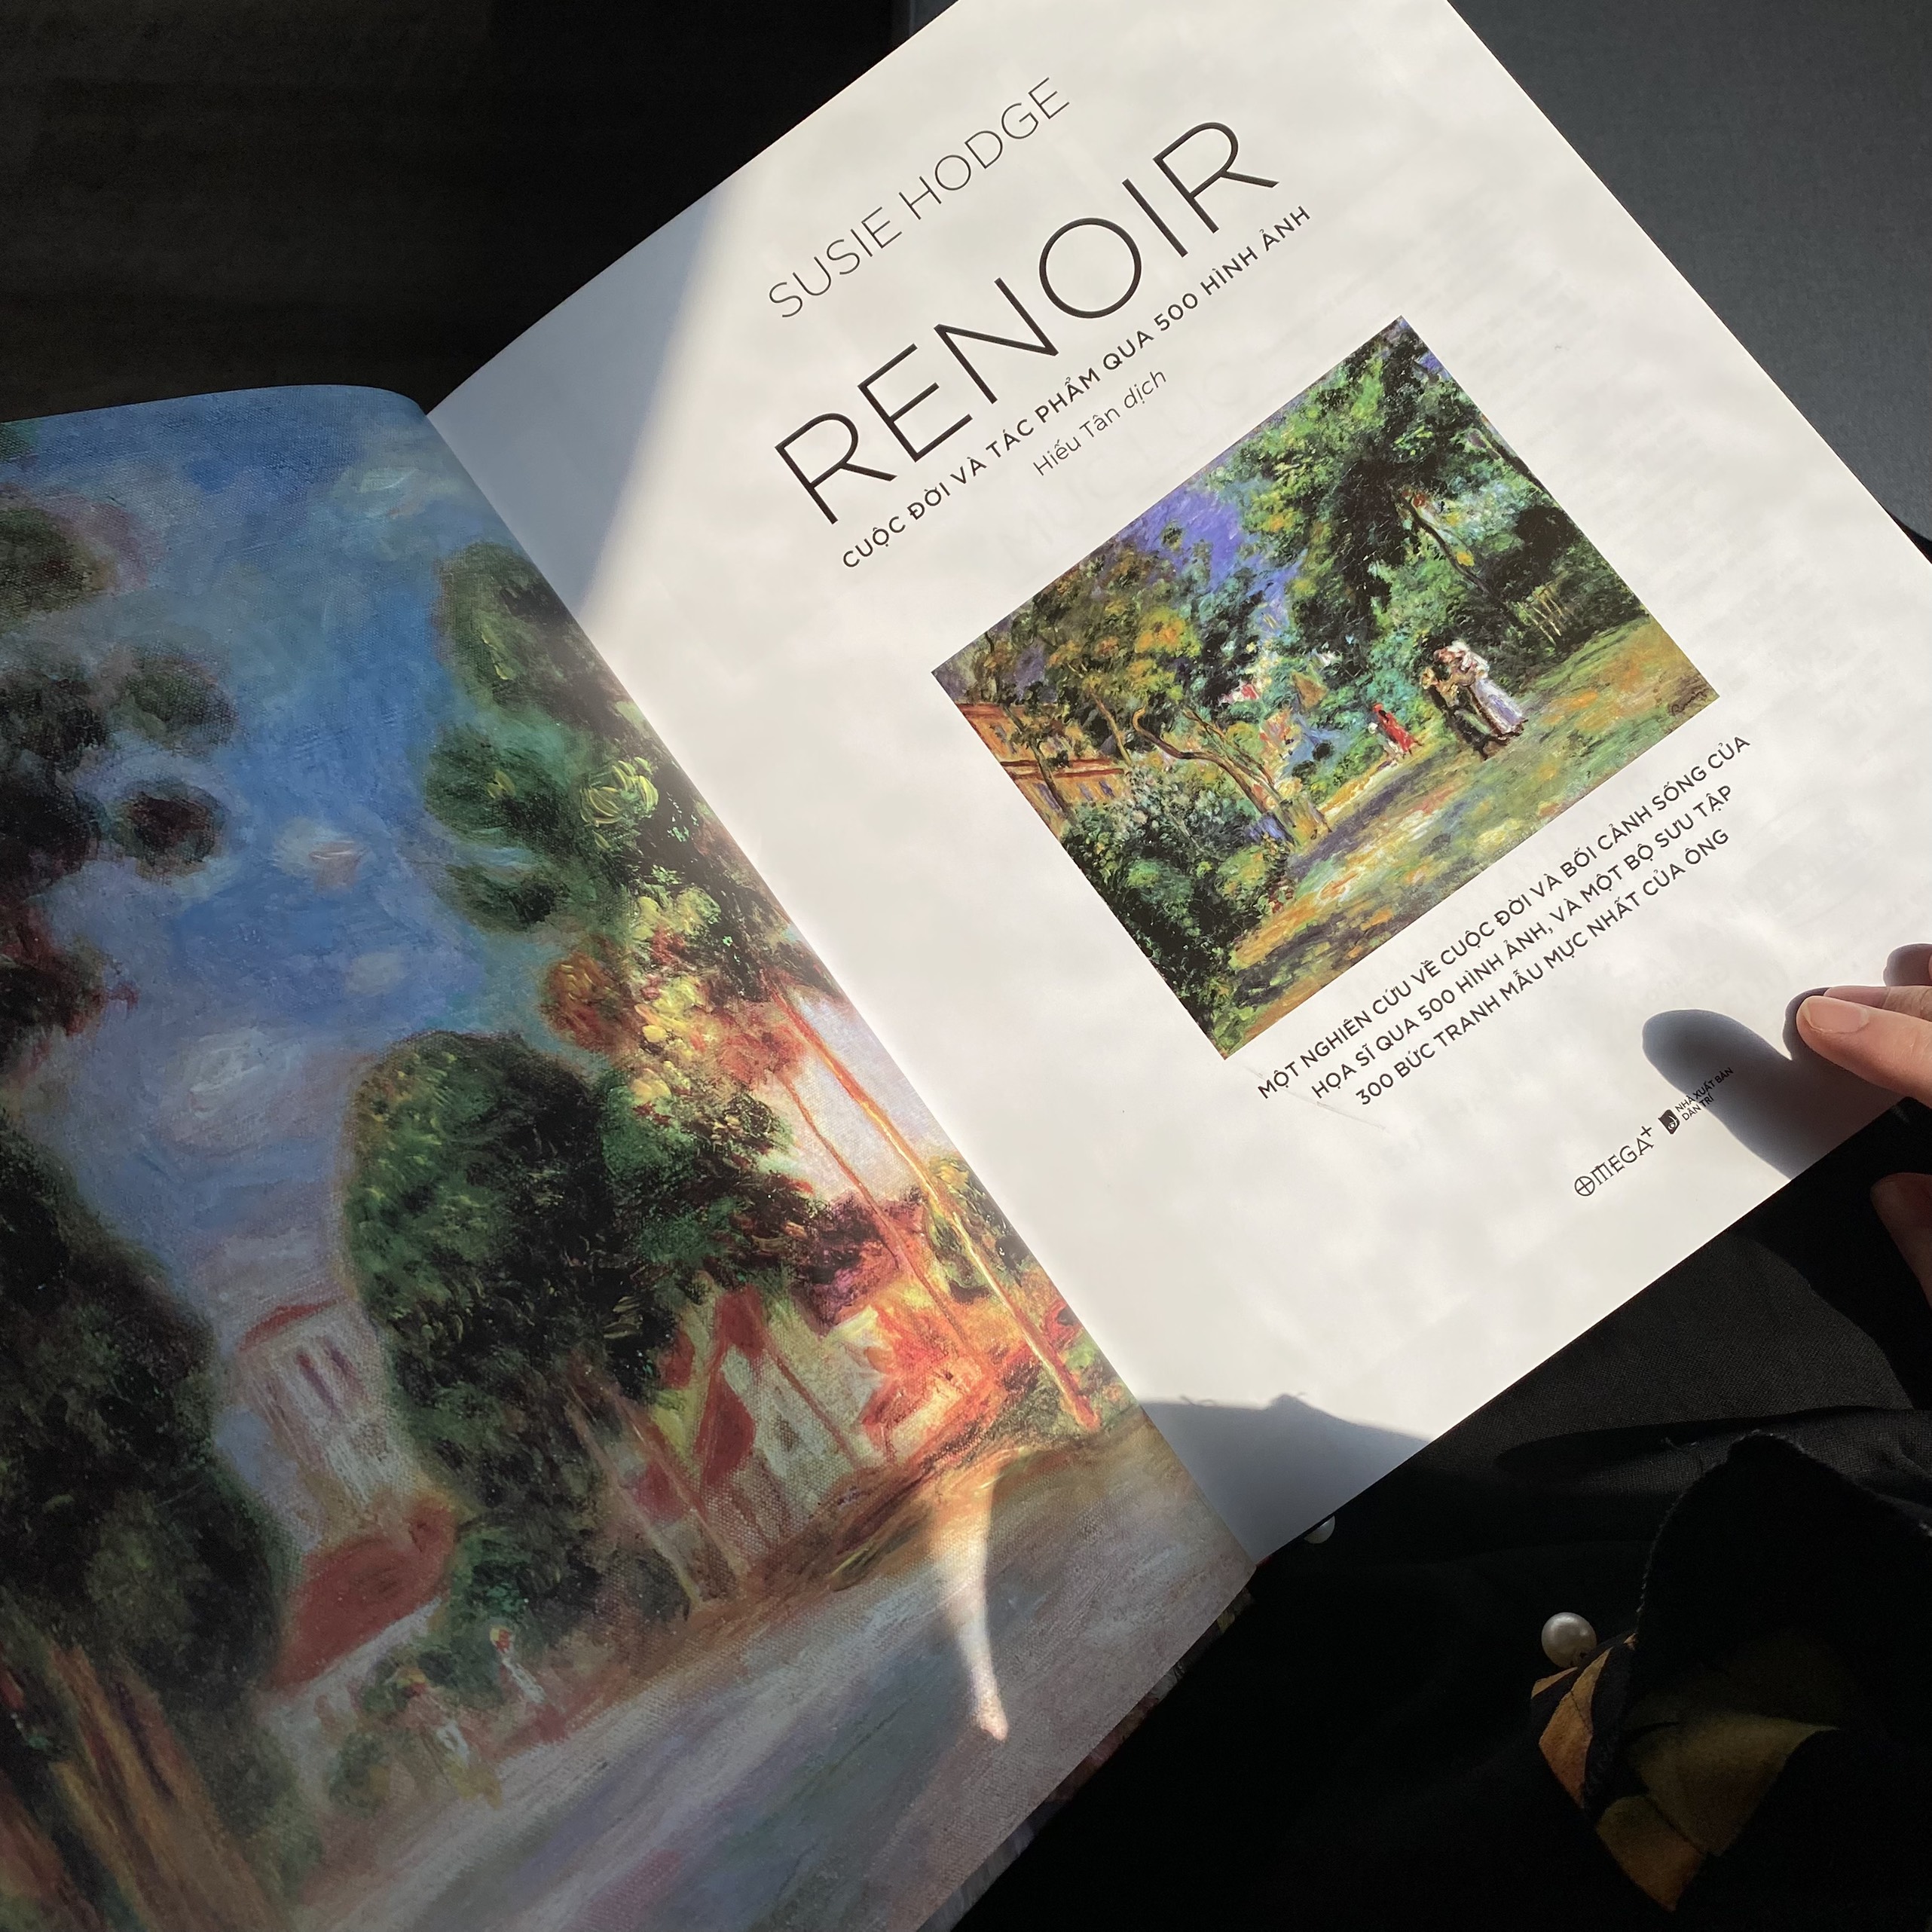 SUSIE HODGE
RENOIR
CUỘC ĐỜI VÀ TÁC PHẨM QUA 500 HÌNH ẢNH
Hiếu Tân dịch
MỘT NGHIÊN CỨU VỀ CUỘC ĐỜI VÀ BỐI CẢNH SỐNG CỦA
HỌA SĨ QUA 500 HÌNH ẢNH, VÀ MỘT BỘ SƯU TẬP
300 BỨC TRANH MẪU MỰC NHẤT CỦA ÔNG
OMEGA+
NHÀ XUẤT BẢN
DÂN TRÍ